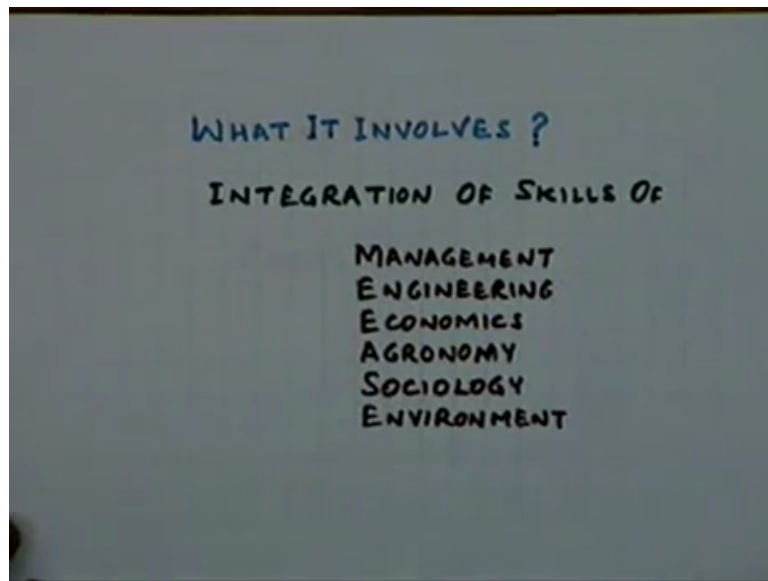 WHAT IT INVOLVES ?
INTEGRATION OF SKILLS OF
MANAGEMENT
ENGINEERING
ECONOMICS
AGRONOMY
SOCIOLOGY
ENVIRONMENT